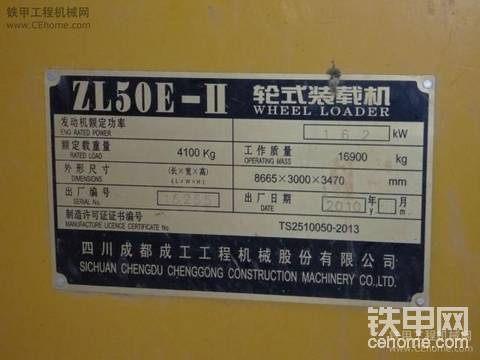 铁甲工程机械网
www.CEhome.com
ZL50E-II 轮式装载机
WHEEL LOADER
发动机额定功率 162 kW
ENG RATED POWER
额定载重量 4100 Kg 工作质量 16900 kg
RATED LOAD OPERATING MASS
外形尺寸 (长×宽×高) 8665×3000×3470 mm
DIMENSIONS (L×W×H)
出厂编号 出厂日期 2010 年 月
SERIAL No. DATE y m
制造许可证证书编号 TS2510050-2013
MANUFACTURE LICENCE CERTIFICATE No
四川成都成工工程机械股份有限公司
SICHUAN CHENGDU CHENGGONG CONSTRUCTION MACHINERY CO.,LTD.
铁甲网
cehome.com